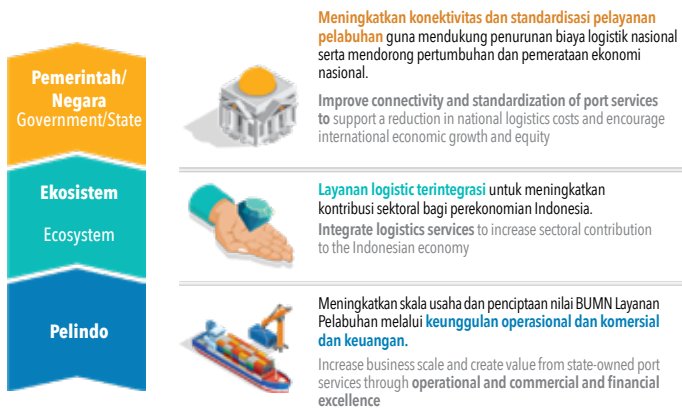 Pemerintah/
Negara
Government/State
Meningkatkan konektivitas dan standardisasi pelayanan
pelabuhan guna mendukung penurunan biaya logistik nasional
serta mendorong pertumbuhan dan pemerataan ekonomi
nasional.
Improve connectivity and standardization of port services
to support a reduction in national logistics costs and encourage
international economic growth and equity
Ekosistem
Ecosystem
Layanan logistic terintegrasi untuk meningkatkan
kontribusi sektoral bagi perekonomian Indonesia.
Integrate logistics services to increase sectoral contribution
to the Indonesian economy
Pelindo
Meningkatkan skala usaha dan penciptaan nilai BUMN Layanan
Pelabuhan melalui keunggulan operasional dan komersial
dan keuangan.
Increase business scale and create value from state-owned port
services through operational and commercial and financial
excellence